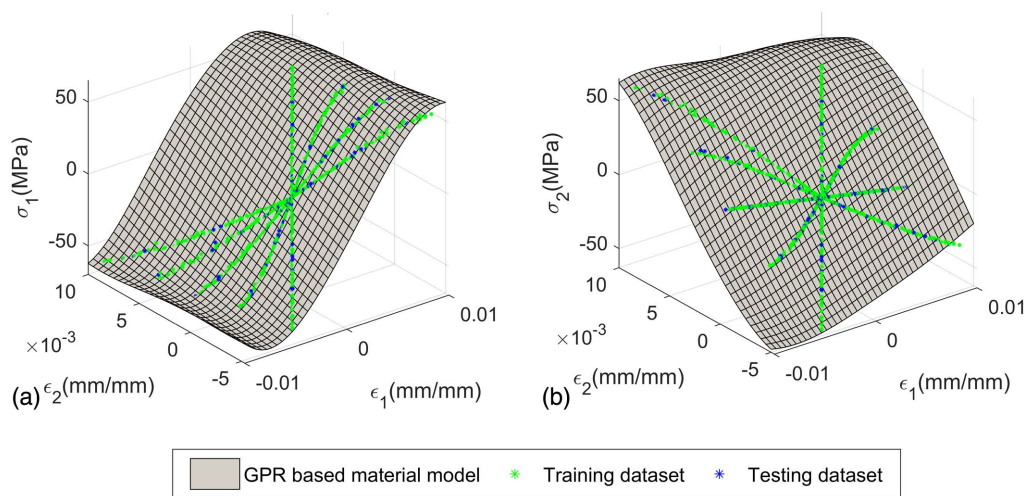 σ1(MPa)
50
0
-50
10
5
0
-5
×10-3
ϵ2(mm/mm)
-0.01
0
0.01
ϵ1(mm/mm)
(a)
σ2(MPa)
50
0
-50
10
5
0
-5
×10-3
ϵ2(mm/mm)
-0.01
0
0.01
ϵ1(mm/mm)
(b)
GPR based material model
Training dataset
Testing dataset